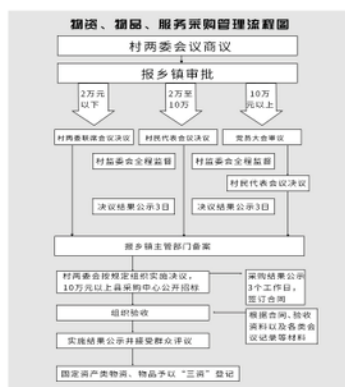 物资、物品、服务采购管理流程图
村两委会议商议
报乡镇审批
2万元
以下
2万至
10万
10万
元以上
村两委联席会议决议
村民代表会议决议
党员大会审议
村监委会全程监督
村监委会全程监督
村民代表会议决议
决议结果公示3日
决议结果公示3日
报乡镇主管部门备案
村两委会按规定组织实施决议,
10万元以上县采购中心公开招标
采购结果公示
3个工作日,
签订合同
组织验收
根据合同、验收
资料以及各类会
议记录等材料
实施结果公示并接受群众评议
固定资产类物资、物品予以“三资”登记